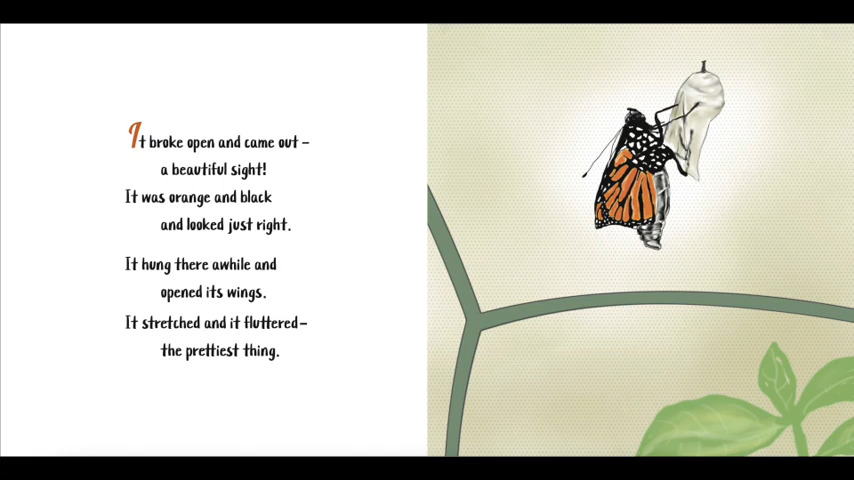 It broke open and came out –
a beautiful sight!
It was orange and black
and looked just right.
It hung there awhile and
opened its wings.
It stretched and it fluttered–
the prettiest thing.